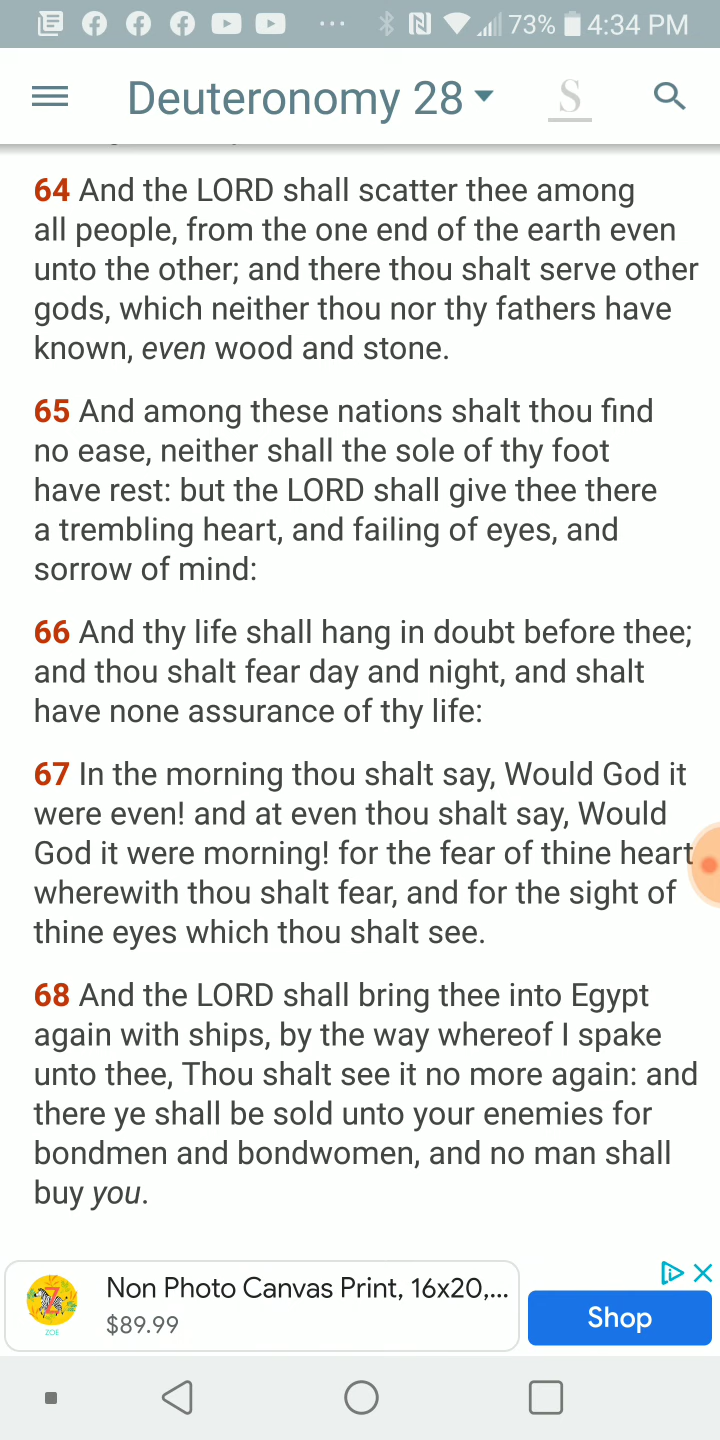 73% 4:34 PM
Deuteronomy 28 S
64 And the LORD shall scatter thee among
all people, from the one end of the earth even
unto the other; and there thou shalt serve other
gods, which neither thou nor thy fathers have
known, even wood and stone.
65 And among these nations shalt thou find
no ease, neither shall the sole of thy foot
have rest: but the LORD shall give thee there
a trembling heart, and failing of eyes, and
sorrow of mind:
66 And thy life shall hang in doubt before thee;
and thou shalt fear day and night, and shalt
have none assurance of thy life:
67 In the morning thou shalt say, Would God it
were even! and at even thou shalt say, Would
God it were morning! for the fear of thine heart
wherewith thou shalt fear, and for the sight of
thine eyes which thou shalt see.
68 And the LORD shall bring thee into Egypt
again with ships, by the way whereof I spake
unto thee, Thou shalt see it no more again: and
there ye shall be sold unto your enemies for
bondmen and bondwomen, and no man shall
buy you.
Z
ZOE
Non Photo Canvas Print, 16x20,...
$89.99
Shop